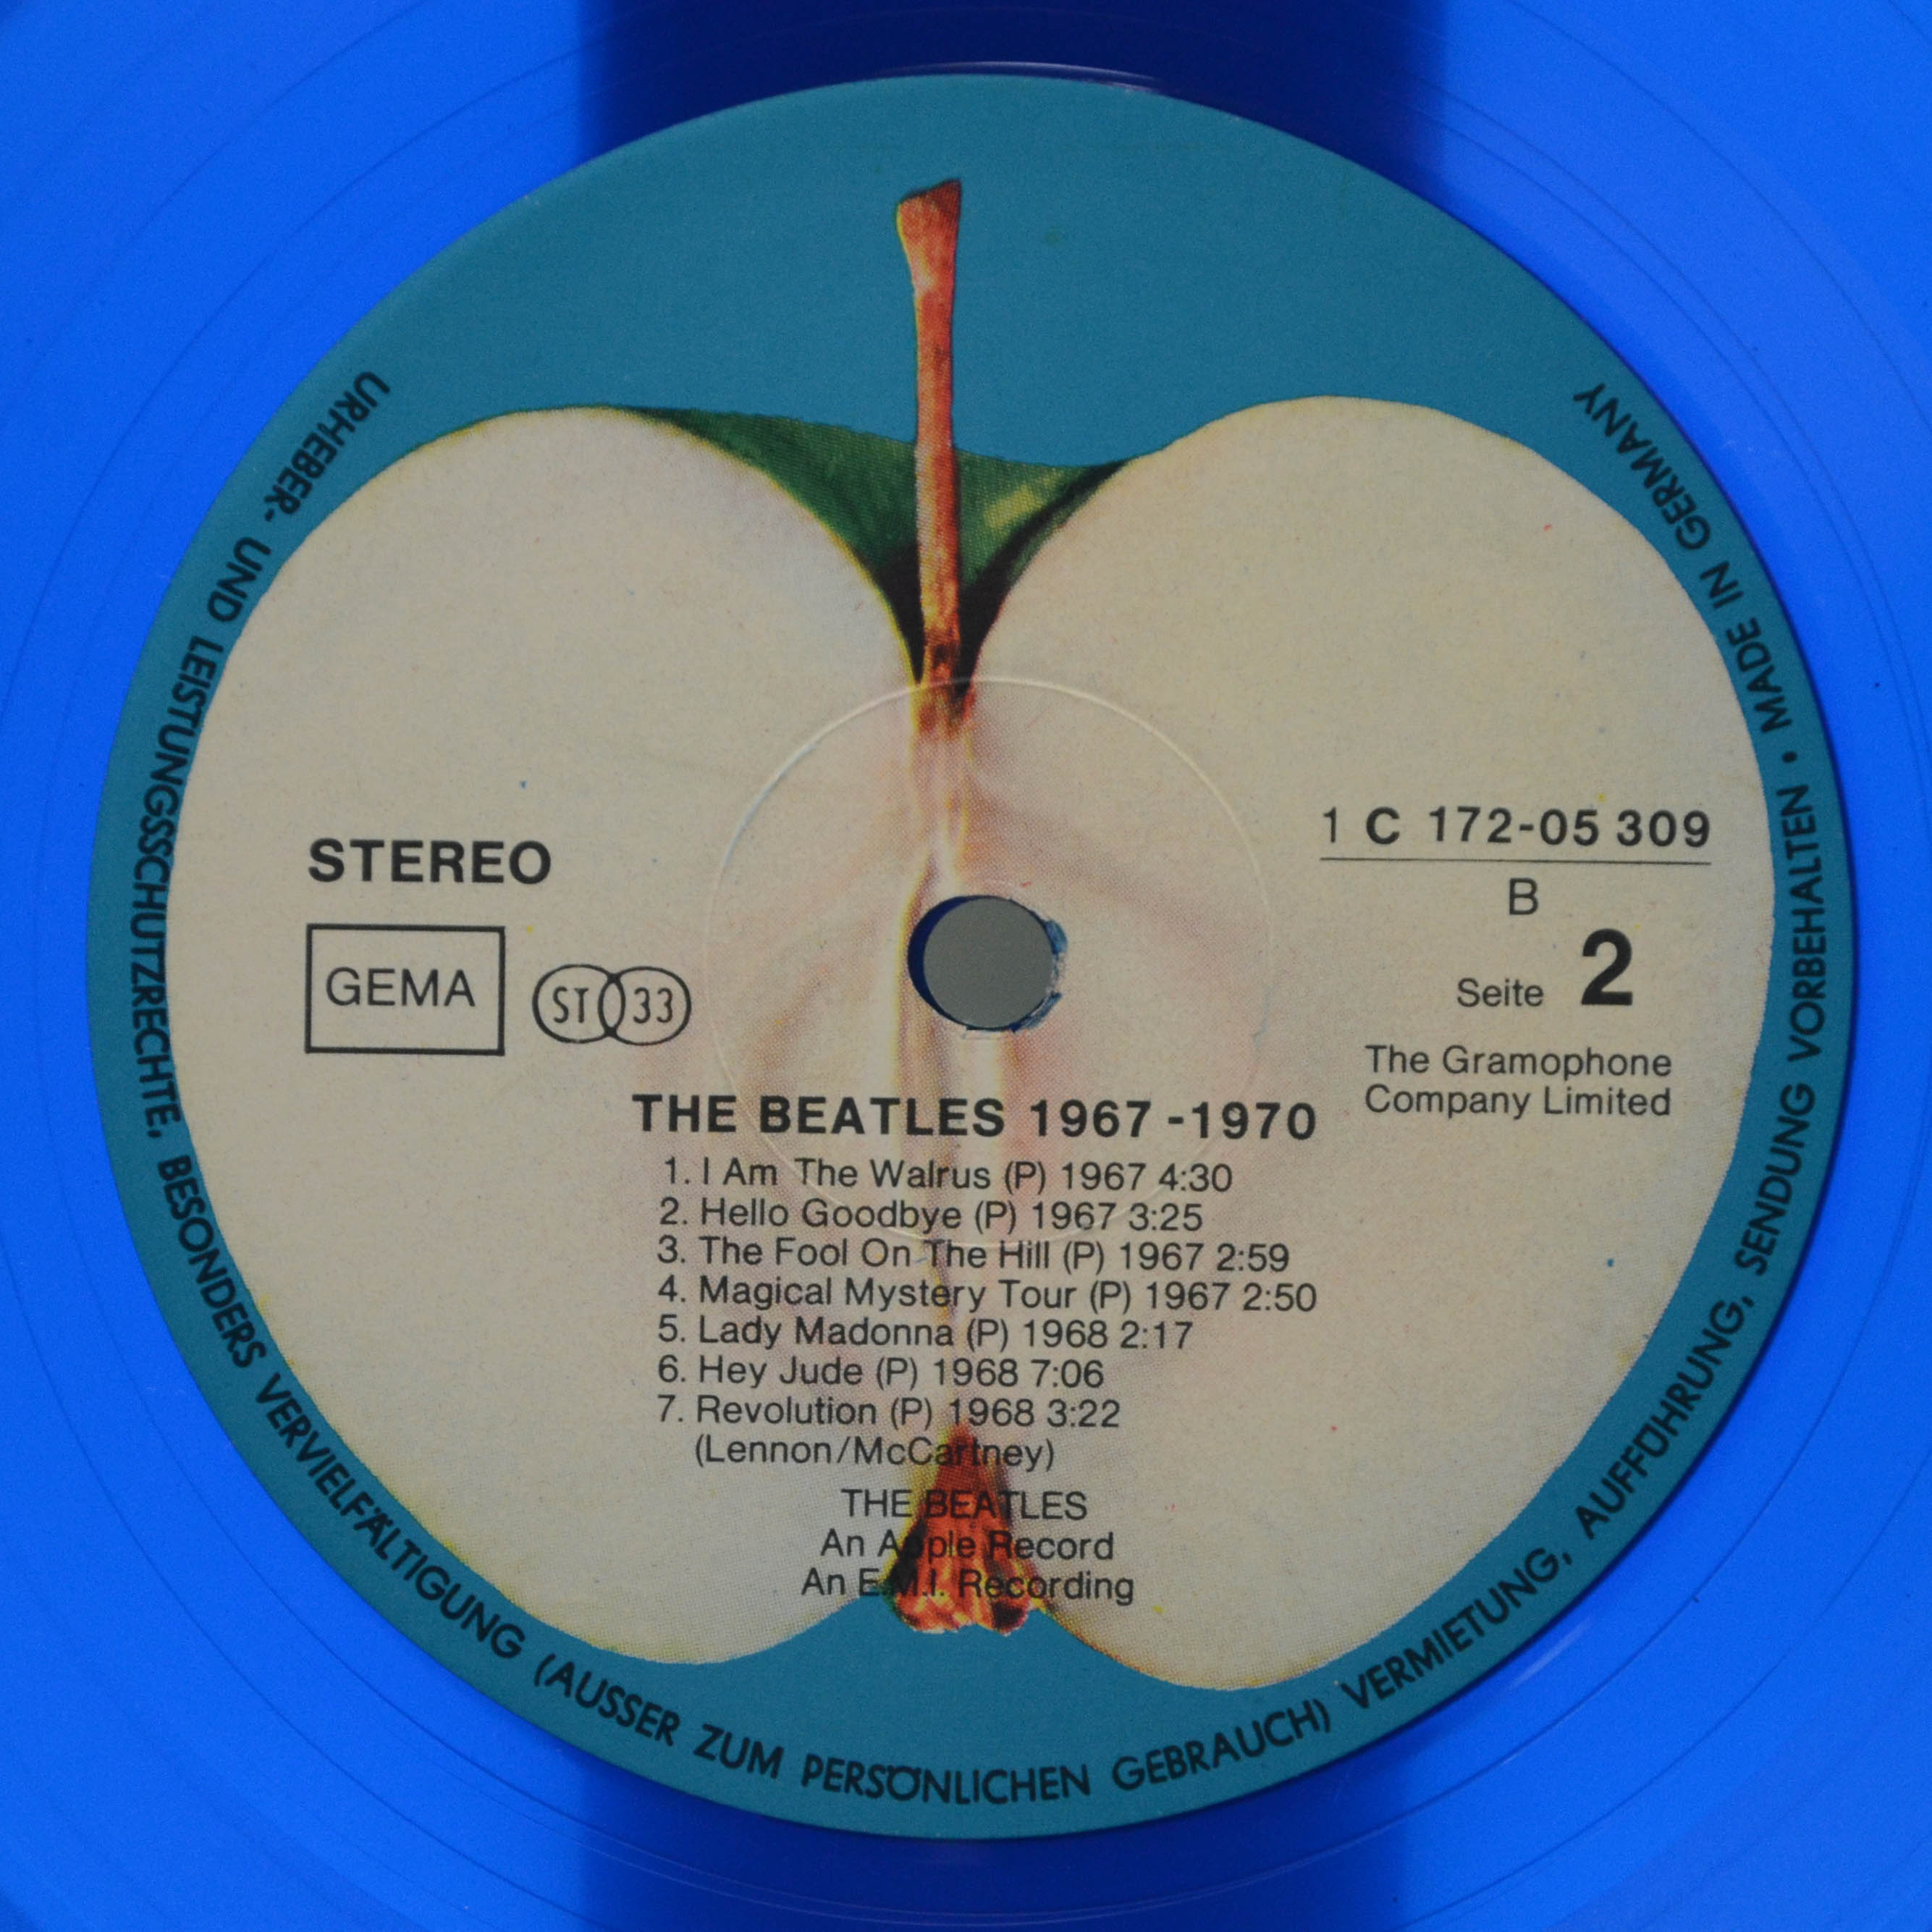 URHEBER- UND LEISTUNGSSCHUTZRECHTE, BESONDERS VERVIELFÄLTIGUNG (AUSSER ZUM PERSÖNLICHEN GEBRAUCH) VERMIETUNG, AUFFÜHRUNG, SENDUNG VORBEHALTEN • MADE IN GERMANY
STEREO
GEMA
ST 33
1 C 172-05 309
B
Seite 2
The Gramophone
Company Limited
THE BEATLES 1967 -1970
1. I Am The Walrus (P) 1967 4:30
2. Hello Goodbye (P) 1967 3:25
3. The Fool On The Hill (P) 1967 2:59
4. Magical Mystery Tour (P) 1967 2:50
5. Lady Madonna (P) 1968 2:17
6. Hey Jude (P) 1968 7:06
7. Revolution (P) 1968 3:22
(Lennon/McCartney)
THE BEATLES
An Apple Record
An E.M.I. Recording